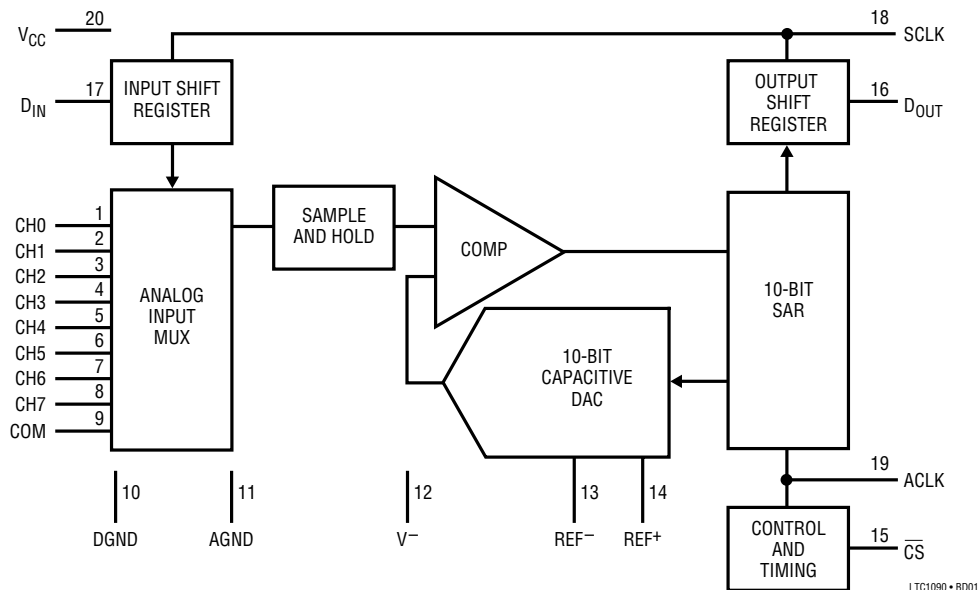 20
V_CC
18
SCLK
17
D_IN
INPUT SHIFT
REGISTER
OUTPUT
SHIFT
REGISTER
16
D_OUT
CH0
1
CH1
2
CH2
3
CH3
4
CH4
5
CH5
6
CH6
7
CH7
8
COM
9
ANALOG
INPUT
MUX
SAMPLE
AND HOLD
COMP
10-BIT
SAR
10-BIT
CAPACITIVE
DAC
10
DGND
11
AGND
12
V–
13
REF–
14
REF+
19
ACLK
CONTROL
AND
TIMING
15
CS
LTC1090 • BD01